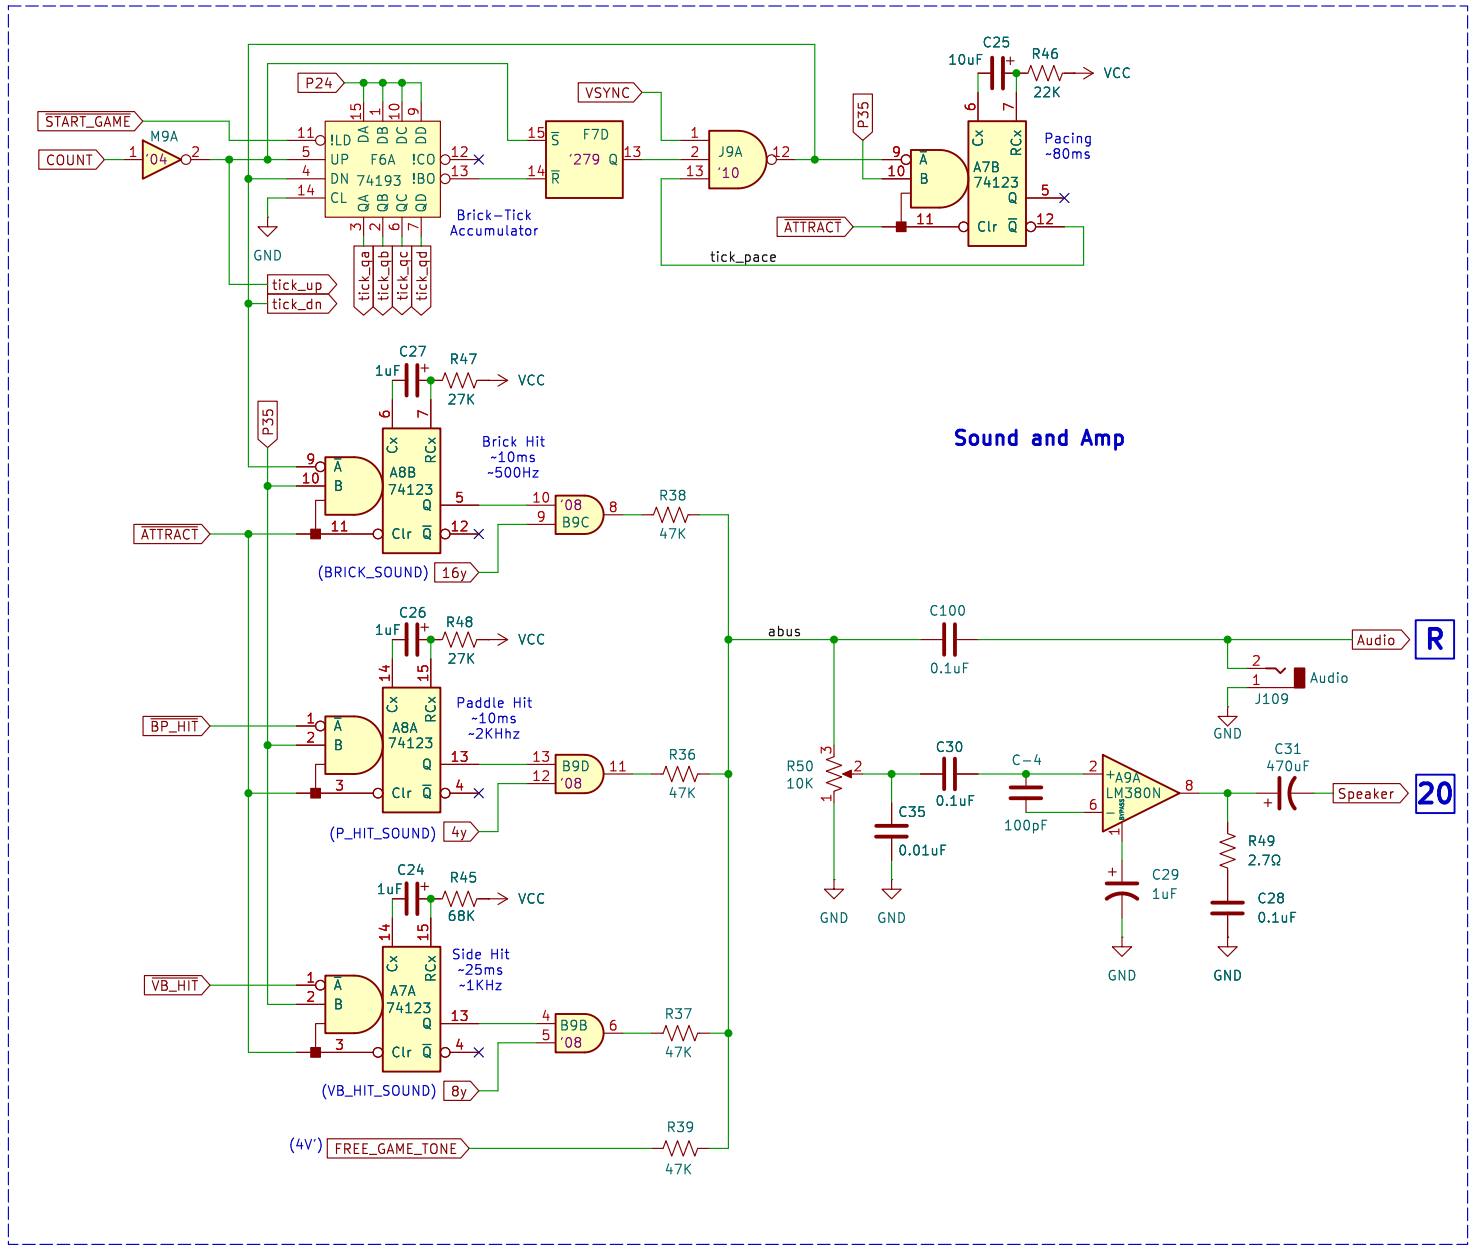 C25
10uF
+
R46
22K
VCC
P24
VSYNC
P35
START_GAME
COUNT
M9A
1
'04
2
15
1
10
9
DA
DB
DC
DD
11
!LD
5
UP
4
DN
14
CL
F6A
74193
!CO
12
!BO
13
QA
QB
QC
QD
3
2
6
7
GND
Brick-Tick
Accumulator
tick_qa
tick_qb
tick_qc
tick_qd
tick_up
tick_dn
15
S
F7D
'279
Q
13
14
R
1
2
13
J9A
'10
12
6
7
Cx
RCx
9
A
10
B
A7B
74123
Q
5
Clr
Q
12
11
ATTRACT
Pacing
~80ms
tick_pace
C27
1uF
+
R47
27K
VCC
P35
6
7
Cx
RCx
9
A
10
B
A8B
74123
Q
5
11
Clr
Q
12
ATTRACT
Brick Hit
~10ms
~500Hz
(BRICK_SOUND)
16y
10
9
'08
B9C
8
R38
47K
Sound and Amp
C26
1uF
+
R48
27K
VCC
14
15
Cx
RCx
BP_HIT
1
A
2
B
A8A
74123
Q
13
3
Clr
Q
4
Paddle Hit
~10ms
~2KHhz
(P_HIT_SOUND)
4y
13
12
B9D
'08
11
R36
47K
C24
1uF
+
R45
68K
VCC
14
15
Cx
RCx
VB_HIT
1
A
2
B
A7A
74123
Q
13
3
Clr
Q
4
Side Hit
~25ms
~1KHz
(VB_HIT_SOUND)
8y
4
5
B9B
'08
6
R37
47K
(4V')
FREE_GAME_TONE
R39
47K
abus
C100
0.1uF
Audio
R
2
1
Audio
J109
GND
R50
10K
3
2
1
GND
C35
0.01uF
GND
C30
0.1uF
C-4
100pF
2
+
6
-
A9A
LM380N
BYPASS
1
8
+
C29
1uF
GND
C31
470uF
+
Speaker
20
R49
2.7Ω
C28
0.1uF
GND